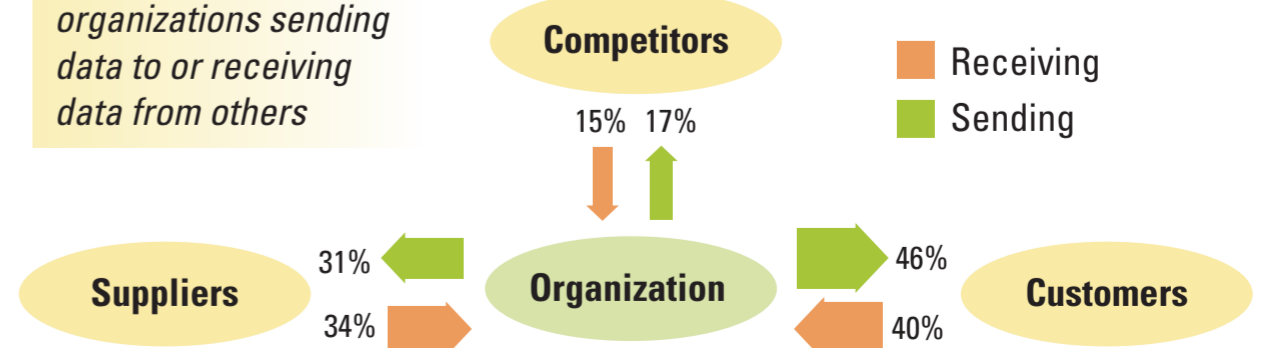 organizations sending
data to or receiving
data from others
Competitors
Receiving
Sending
15% 17%
31%
46%
Suppliers
Organization
Customers
34%
40%